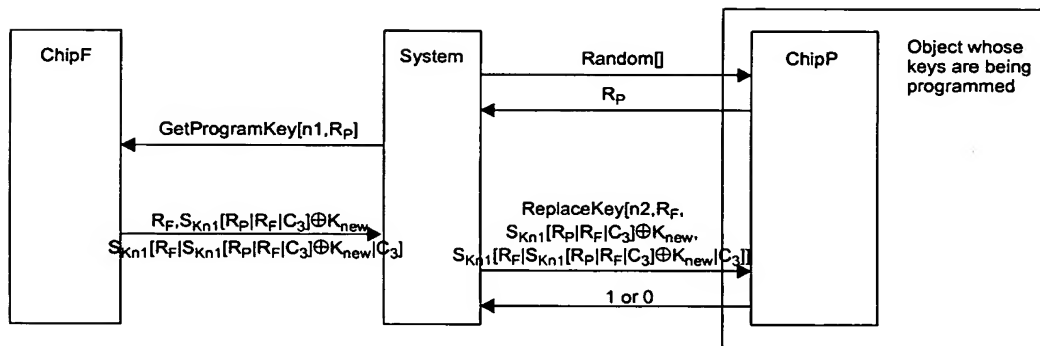 ChipF
System
ChipP
Object whose
keys are being
programmed
Random[]
R_P
GetProgramKey[n1,R_P]
R_F,S_Kn1[R_P|R_F|C_3]⊕K_new
S_Kn1[R_F|S_Kn1[R_P|R_F|C_3]⊕K_new|C_3]
ReplaceKey[n2,R_F,
S_Kn1[R_P|R_F|C_3]⊕K_new,
S_Kn1[R_F|S_Kn1[R_P|R_F|C_3]⊕K_new|C_3]]
1 or 0